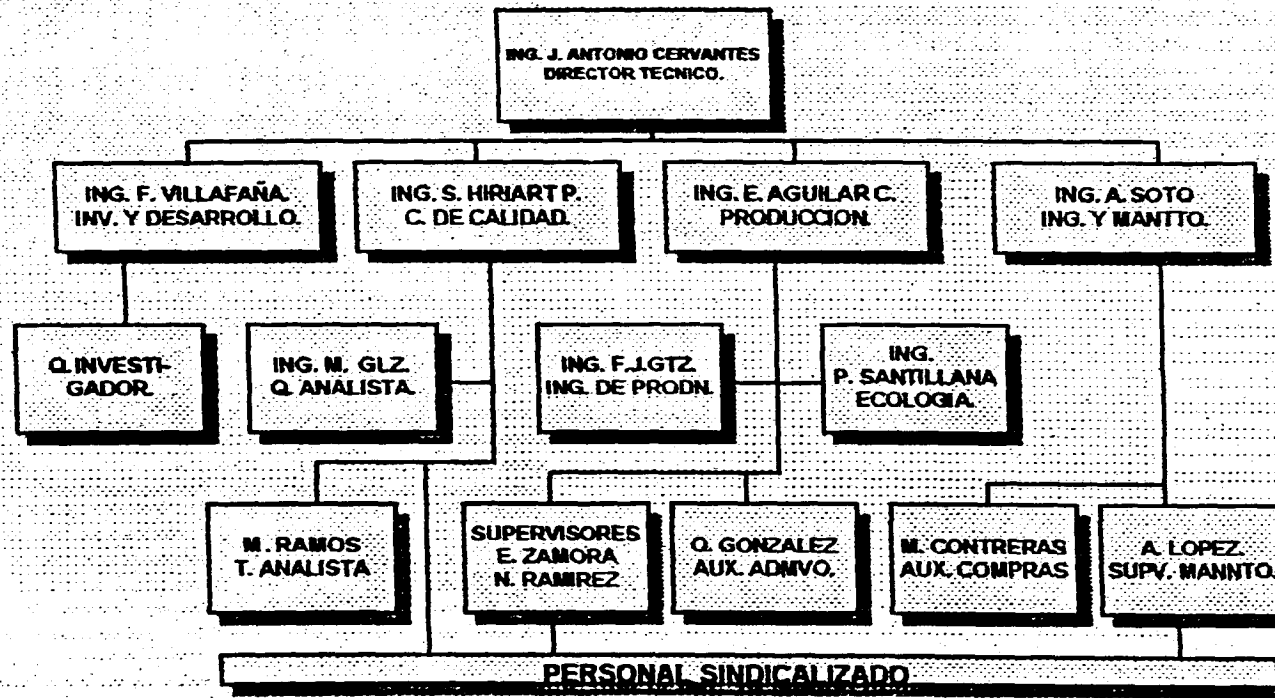 ING. J. ANTONIO CERVANTES
DIRECTOR TECNICO.
ING. F. VILLAFAÑA.
INV. Y DESARROLLO.
ING. S. HIRIART P.
C. DE CALIDAD.
ING. E. AGUILAR C.
PRODUCCION.
ING. A. SOTO
ING. Y MANTTO.
Q. INVESTI-
GADOR.
ING. M. GLZ.
Q. ANALISTA.
ING. F.J.GTZ.
ING. DE PRODN.
ING.
P. SANTILLANA
ECOLOGIA.
M. RAMOS
T. ANALISTA
SUPERVISORES
E. ZAMORA
N. RAMIREZ
O. GONZALEZ
AUX. ADMVO.
M. CONTRERAS
AUX. COMPRAS
A. LOPEZ.
SUPV. MANNTO.
PERSONAL SINDICALIZADO